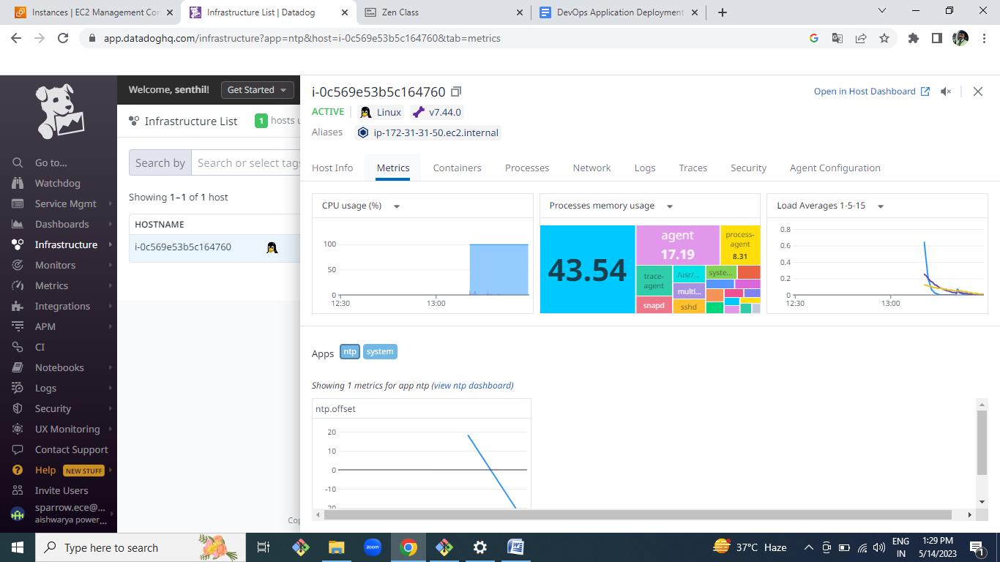 Instances | EC2 Management Con
Infrastructure List | Datadog
Zen Class
DevOps Application Deployment
app.datadoghq.com/infrastructure?app=ntp&host=i-0c569e53b5c164760&tab=metrics
Welcome, senthil!
Get Started
Infrastructure List
1 hosts u
Search by
Search or select tags
Showing 1–1 of 1 host
HOSTNAME
i-0c569e53b5c164760
Go to...
Watchdog
Service Mgmt
Dashboards
Infrastructure
Monitors
Metrics
Integrations
APM
CI
Notebooks
Logs
Security
UX Monitoring
Contact Support
Help NEW STUFF
Invite Users
sparrow.ece@...
aishwarya power...
Cop
i-0c569e53b5c164760
Open in Host Dashboard
ACTIVE
Linux
v7.44.0
Aliases
ip-172-31-31-50.ec2.internal
Host Info
Metrics
Containers
Processes
Network
Logs
Traces
Security
Agent Configuration
CPU usage (%)
100
50
0
12:30
13:00
Processes memory usage
43.54
agent
17.19
process-
agent
8.31
trace-
agent
/usr/...
syste...
multi...
snapd
sshd
Load Averages 1-5-15
0.8
0.6
0.4
0.2
0
12:30
13:00
Apps
ntp
system
Showing 1 metrics for app ntp (view ntp dashboard)
ntp.offset
20
10
0
-10
-20
Type here to search
zoom
37°C Haze
ENG
IN
1:29 PM
5/14/2023
1